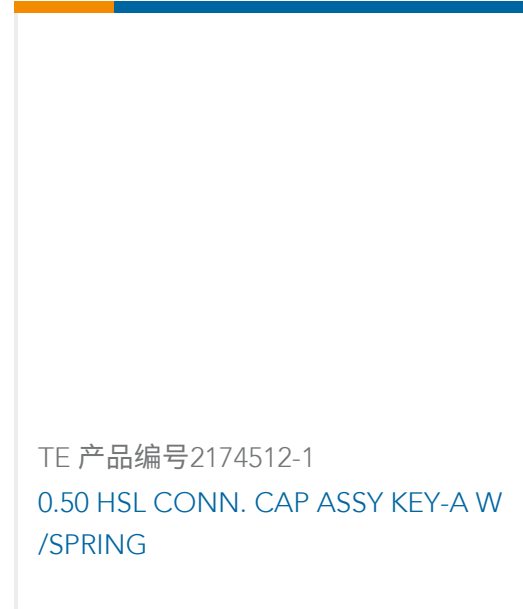 TE 产品编号2174512-1
0.50 HSL CONN. CAP ASSY KEY-A W
/SPRING